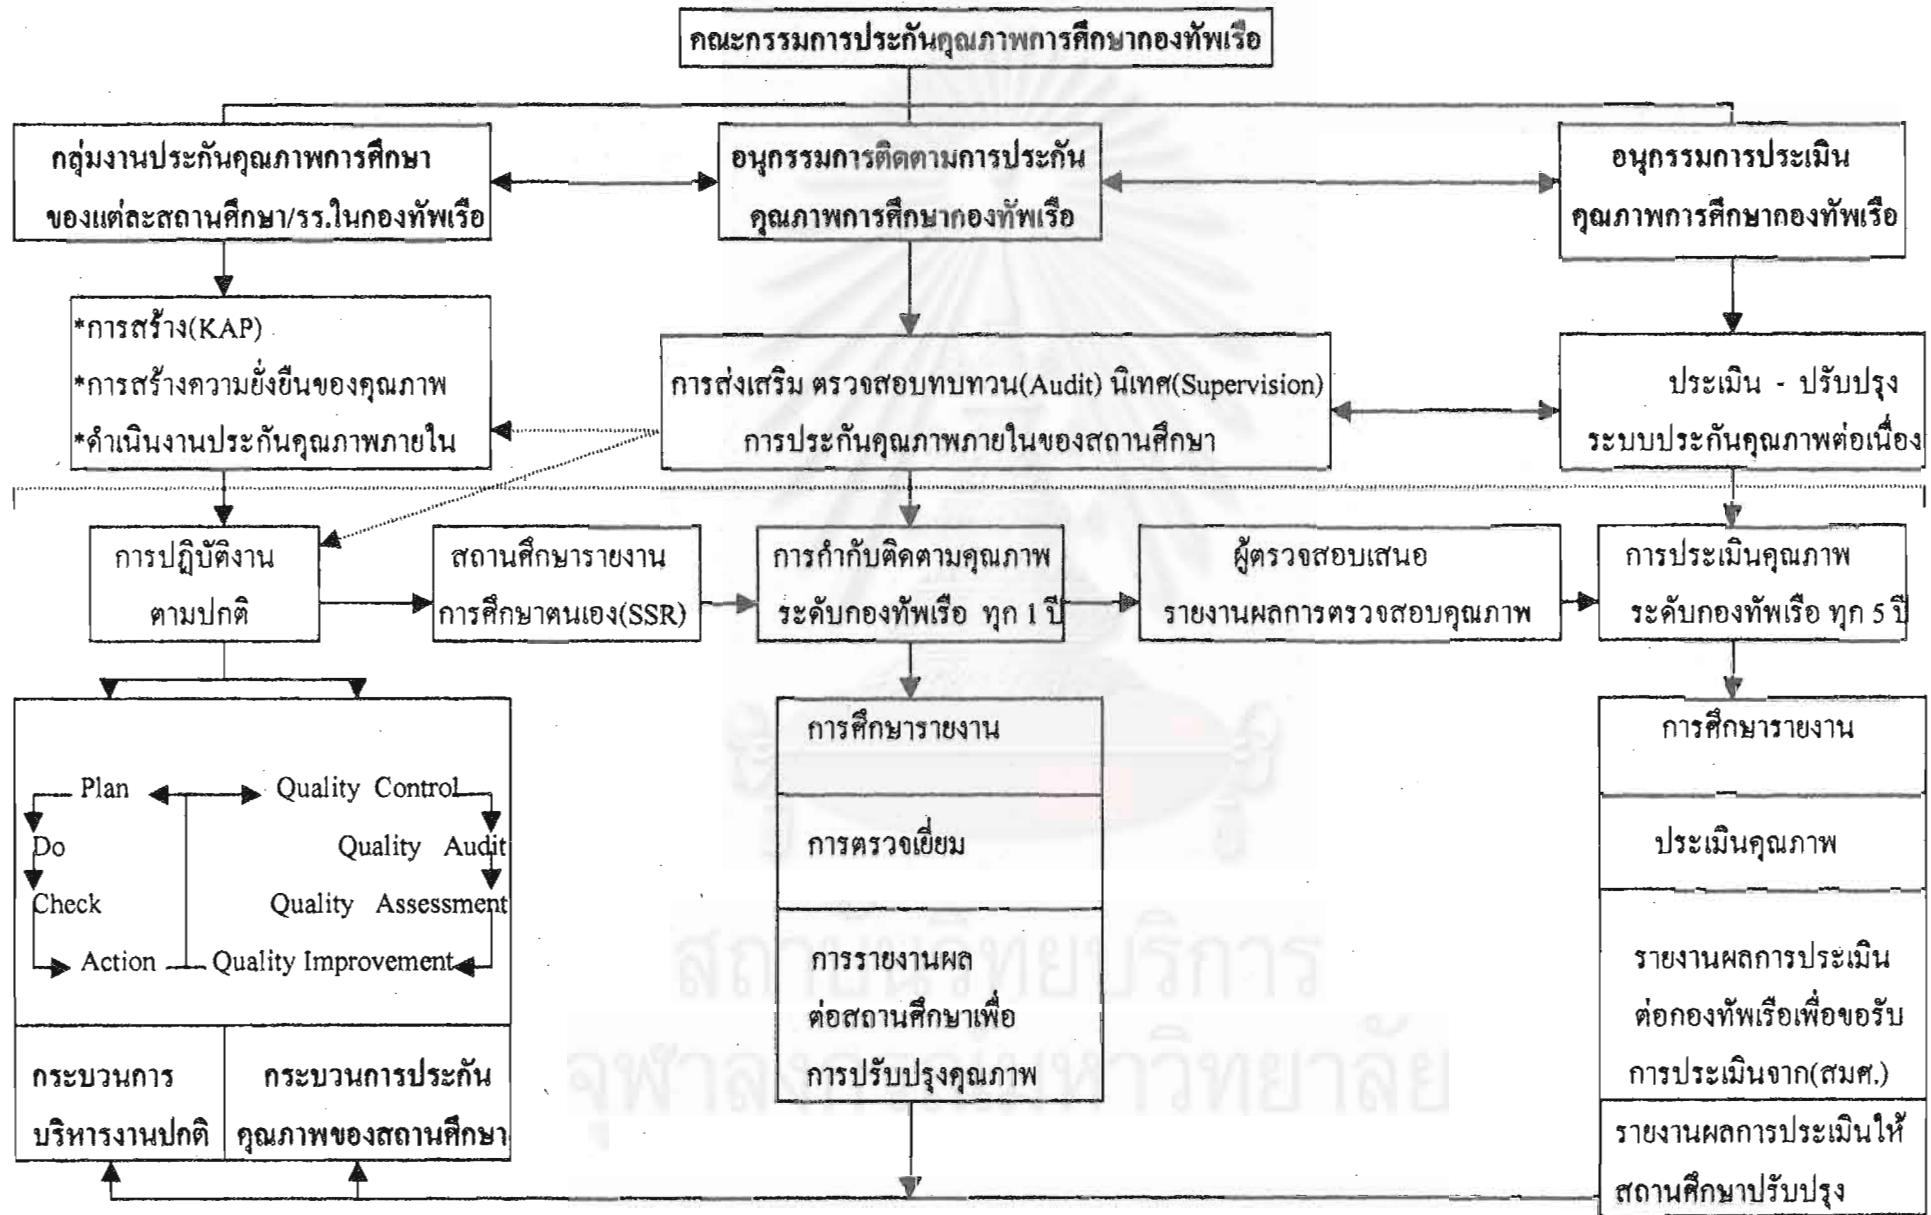 คณะกรรมการประกันคุณภาพการศึกษากองทัพเรือ
กลุ่มงานประกันคุณภาพการศึกษา
ของแต่ละสถานศึกษา/รร.ในกองทัพเรือ
อนุกรรมการติดตามการประกัน
คุณภาพการศึกษากองทัพเรือ
อนุกรรมการประเมิน
คุณภาพการศึกษากองทัพเรือ
*การสร้าง(KAP)
*การสร้างความยั่งยืนของคุณภาพ
*ดำเนินงานประกันคุณภาพภายใน
การส่งเสริม ตรวจสอบทบทวน(Audit) นิเทศ(Supervision)
การประกันคุณภาพภายในของสถานศึกษา
ประเมิน - ปรับปรุง
ระบบประกันคุณภาพต่อเนื่อง
การปฏิบัติงาน
ตามปกติ
สถานศึกษารายงาน
การศึกษาตนเอง(SSR)
การกำกับติดตามคุณภาพ
ระดับกองทัพเรือ ทุก 1 ปี
ผู้ตรวจสอบเสนอ
รายงานผลการตรวจสอบคุณภาพ
การประเมินคุณภาพ
ระดับกองทัพเรือ ทุก 5 ปี
Plan
Quality Control
Do
Quality Audit
Check
Quality Assessment
Action
Quality Improvement
กระบวนการ
บริหารงานปกติ
กระบวนการประกัน
คุณภาพของสถานศึกษา
การศึกษารายงาน
การตรวจเยี่ยม
การรายงานผล
ต่อสถานศึกษาเพื่อ
การปรับปรุงคุณภาพ
การศึกษารายงาน
ประเมินคุณภาพ
รายงานผลการประเมิน
ต่อกองทัพเรือเพื่อขอรับ
การประเมินจาก(สมศ.)
รายงานผลการประเมินให้
สถานศึกษาปรับปรุง
สถาบันวิทยบริการ
จุฬาลงกรณ์มหาวิทยาลัย